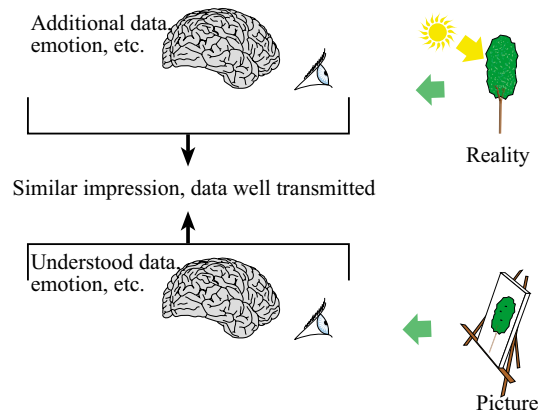 Additional data,
emotion, etc.
Reality
Similar impression, data well transmitted
Understood data,
emotion, etc.
Picture